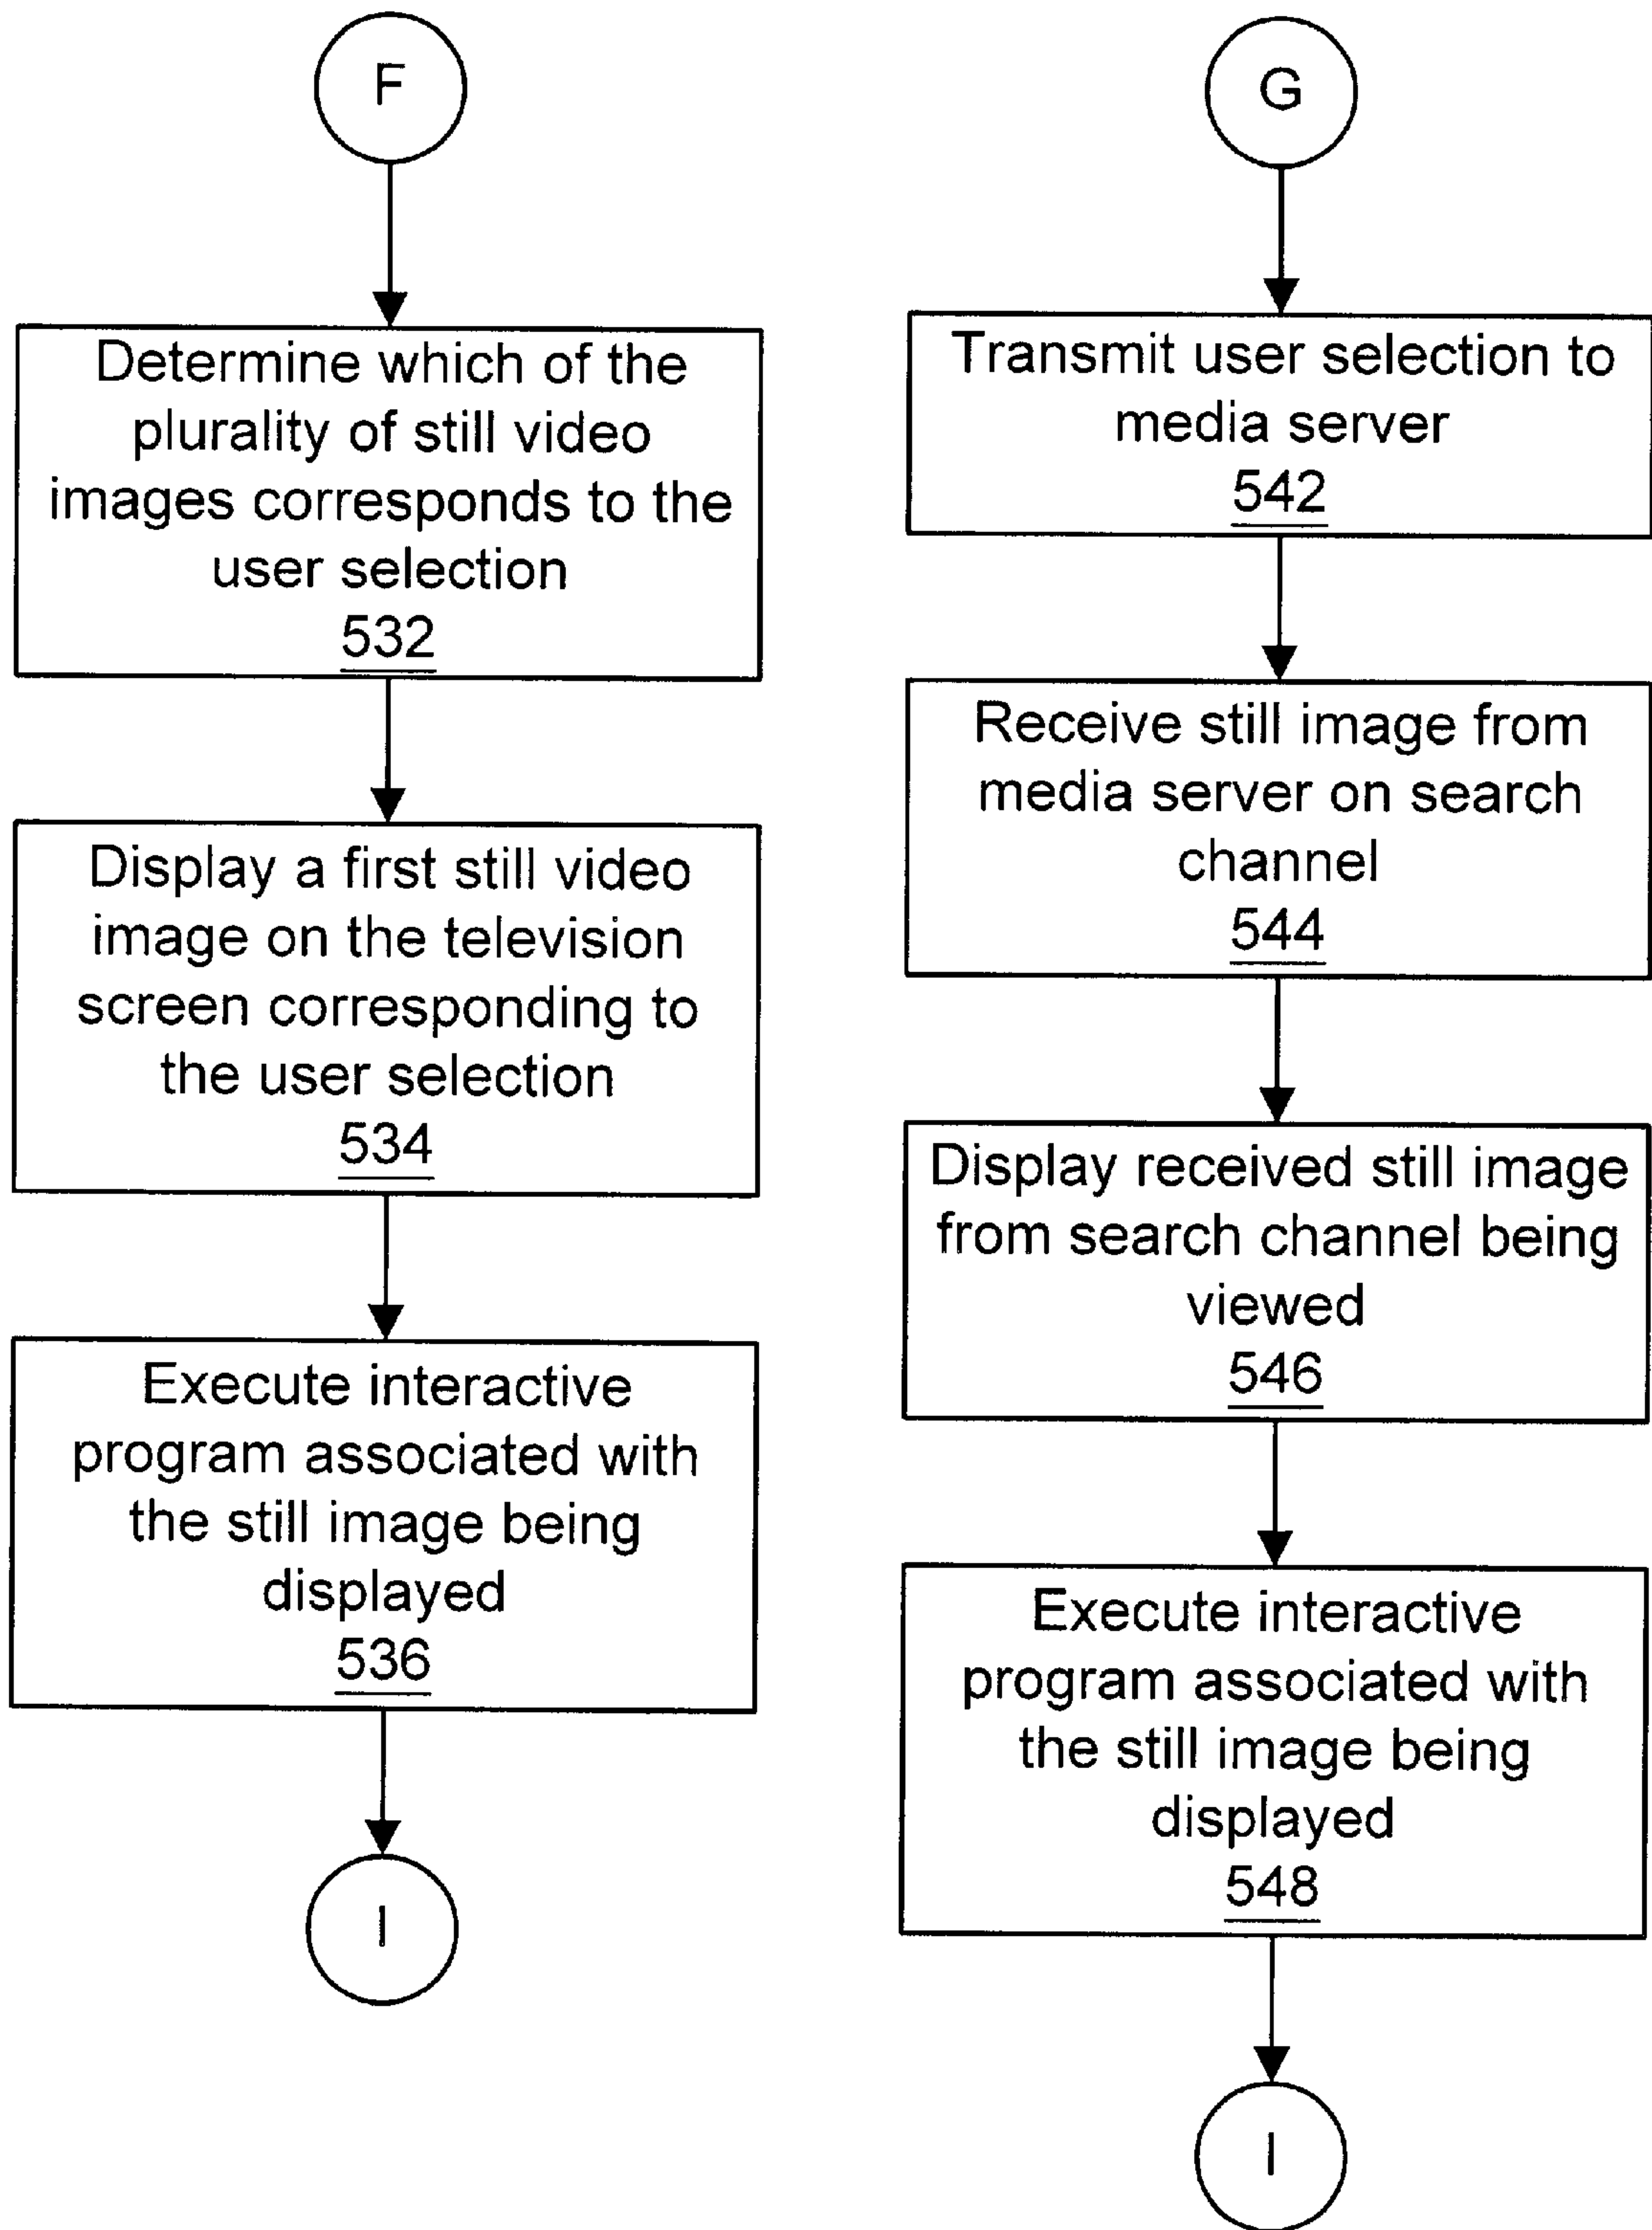 F
Determine which of the
plurality of still video
images corresponds to the
user selection
532
Display a first still video
image on the television
screen corresponding to
the user selection
534
Execute interactive
program associated with
the still image being
displayed
536
I
G
Transmit user selection to
media server
542
Receive still image from
media server on search
channel
544
Display received still image
from search channel being
viewed
546
Execute interactive
program associated with
the still image being
displayed
548
I